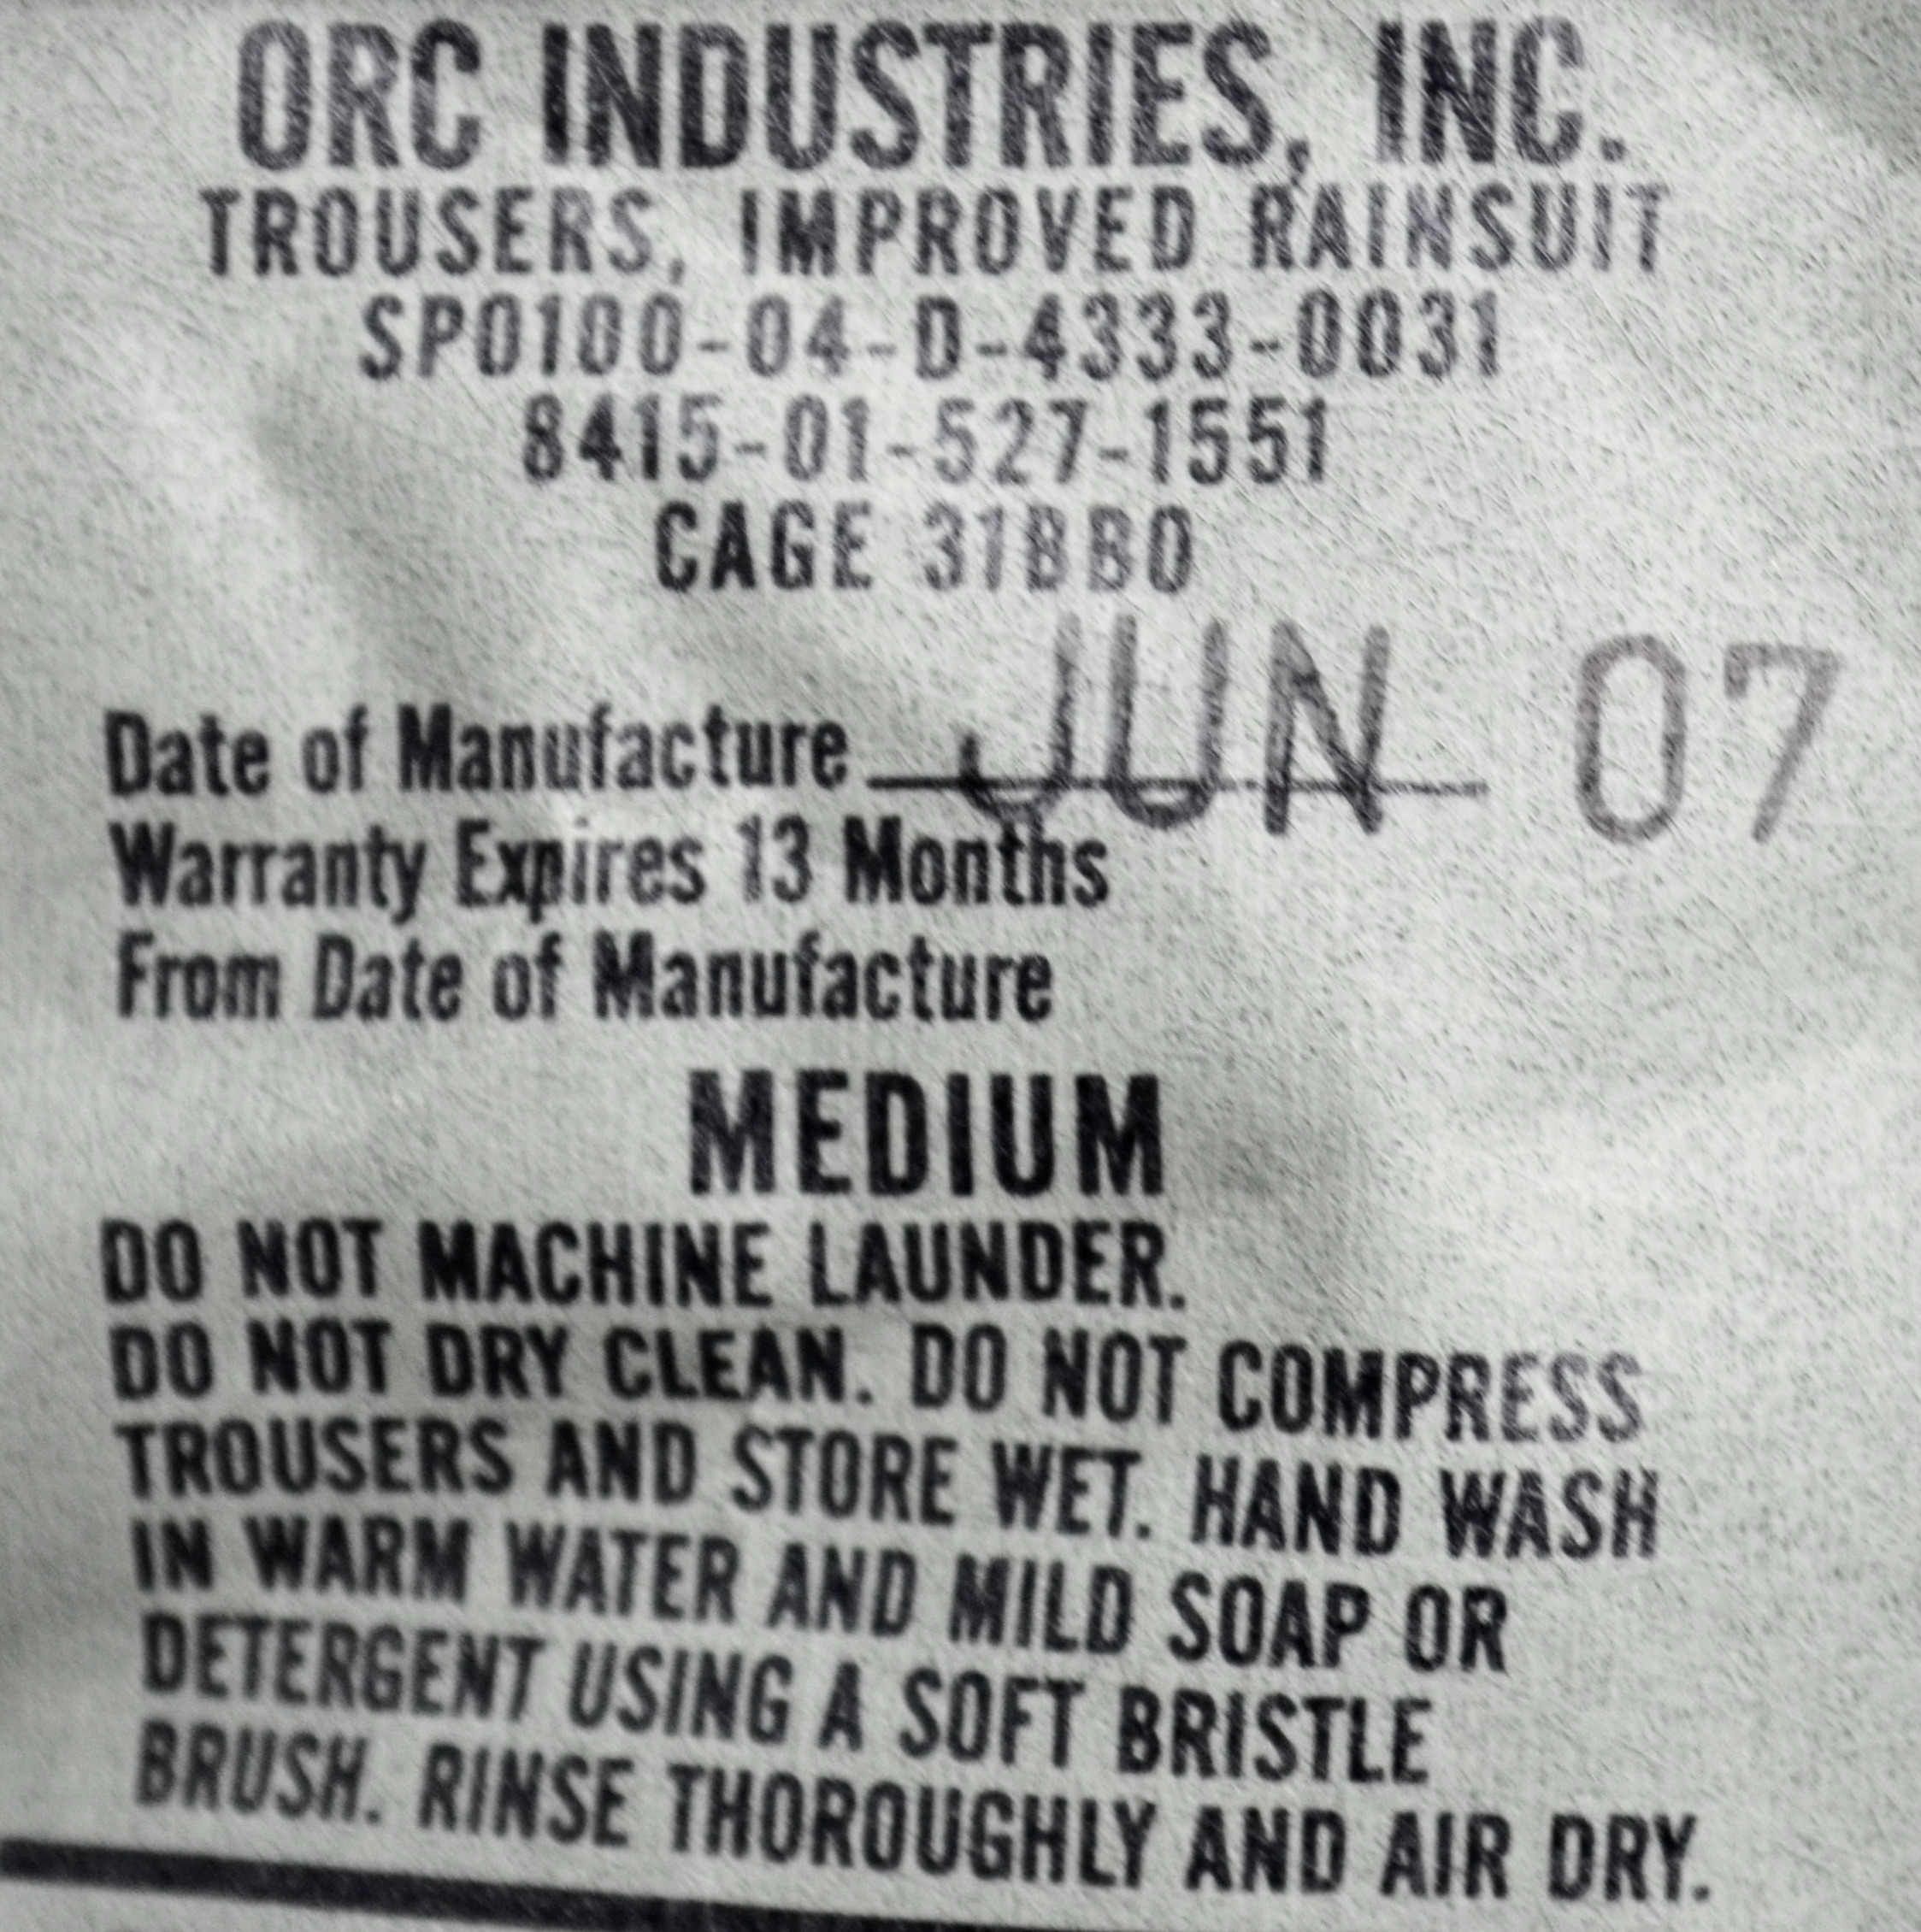 ORC INDUSTRIES, INC.
TROUSERS, IMPROVED RAINSUIT
SP0100-04-D-4333-0031
8415-01-527-1551
CAGE 31BB0
Date of Manufacture JUN 07
Warranty Expires 13 Months
From Date of Manufacture
MEDIUM
DO NOT MACHINE LAUNDER.
DO NOT DRY CLEAN. DO NOT COMPRESS
TROUSERS AND STORE WET. HAND WASH
IN WARM WATER AND MILD SOAP OR
DETERGENT USING A SOFT BRISTLE
BRUSH. RINSE THOROUGHLY AND AIR DRY.